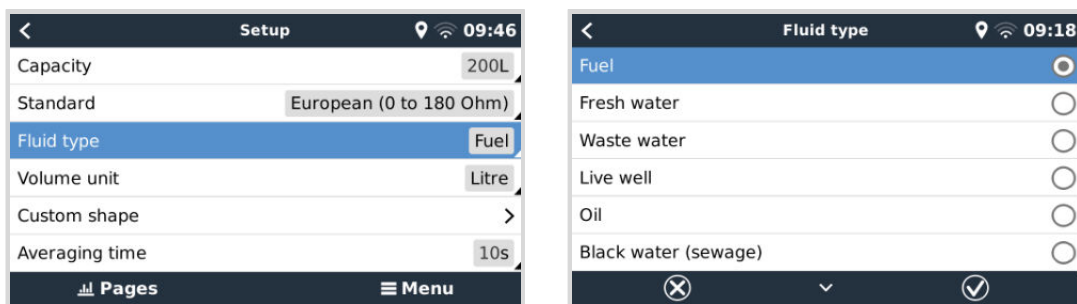 Setup 09:46
Capacity 200L
Standard European (0 to 180 Ohm)
Fluid type Fuel
Volume unit Litre
Custom shape
Averaging time 10s
Pages Menu
Fluid type 09:18
Fuel
Fresh water
Waste water
Live well
Oil
Black water (sewage)